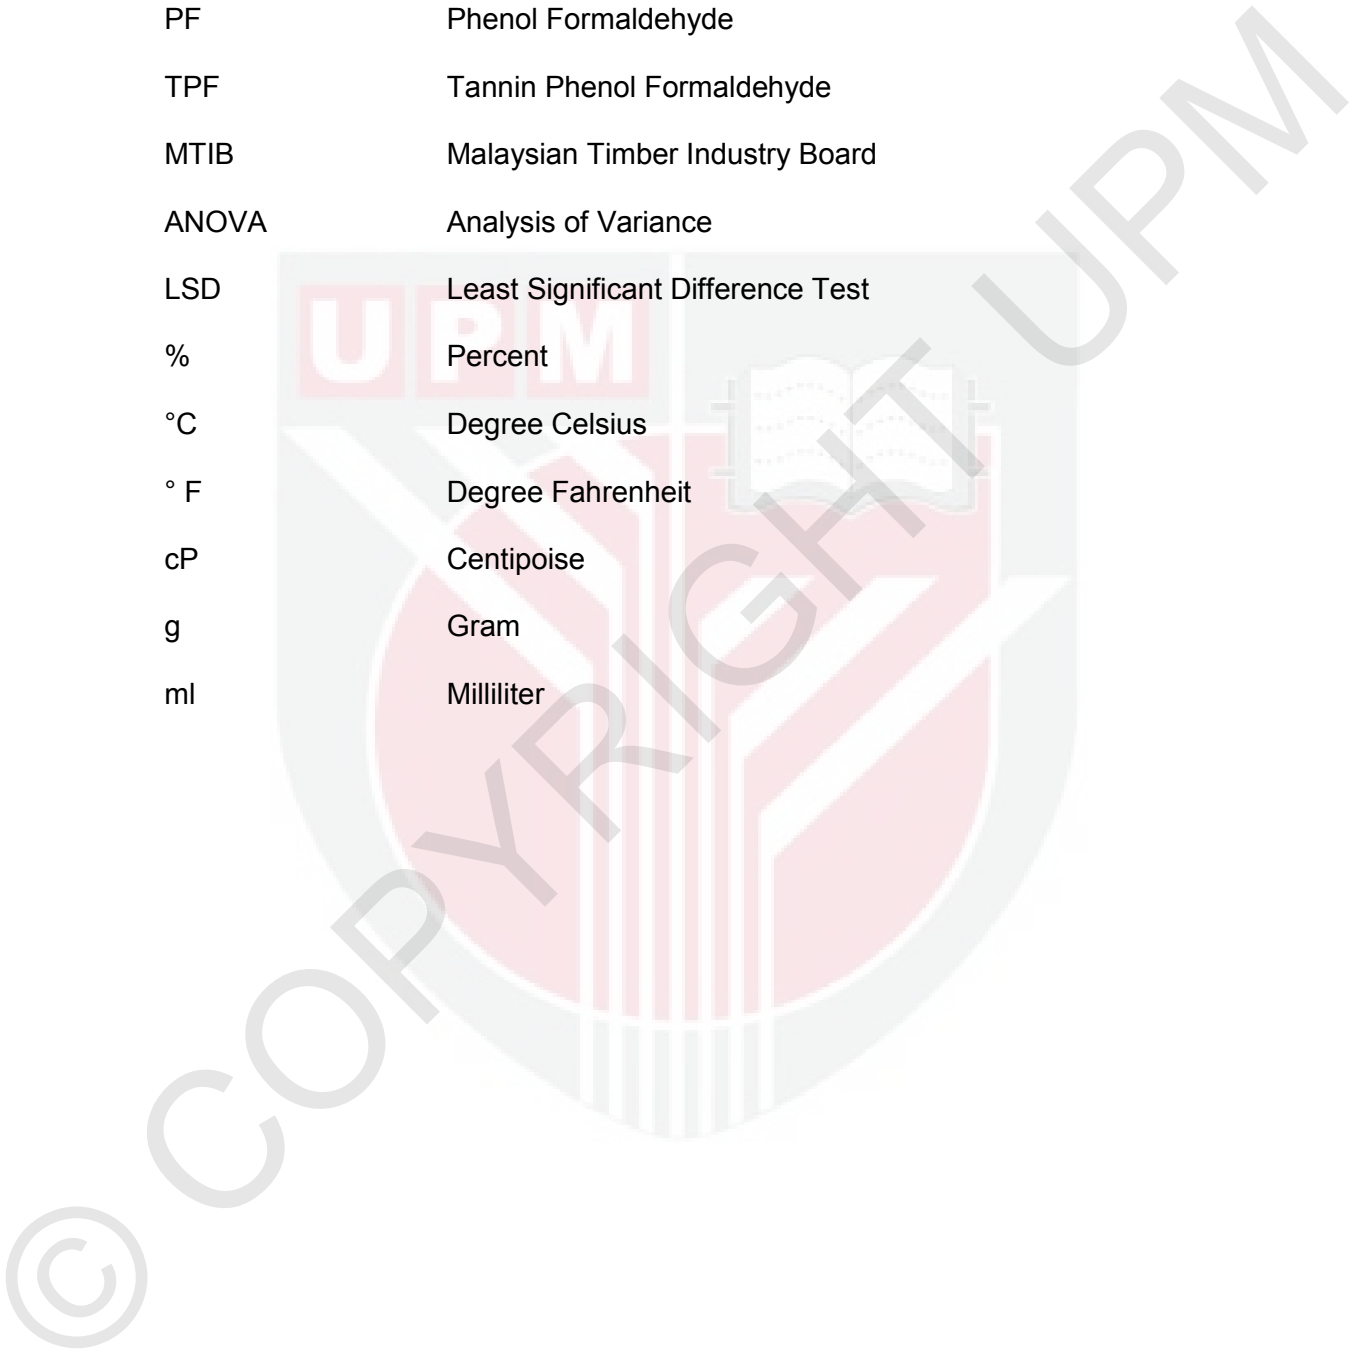 PF Phenol Formaldehyde
TPF Tannin Phenol Formaldehyde
MTIB Malaysian Timber Industry Board
ANOVA Analysis of Variance
LSD Least Significant Difference Test
% Percent
°C Degree Celsius
° F Degree Fahrenheit
cP Centipoise
g Gram
ml Milliliter
UPM
© COPYRIGHT UPM